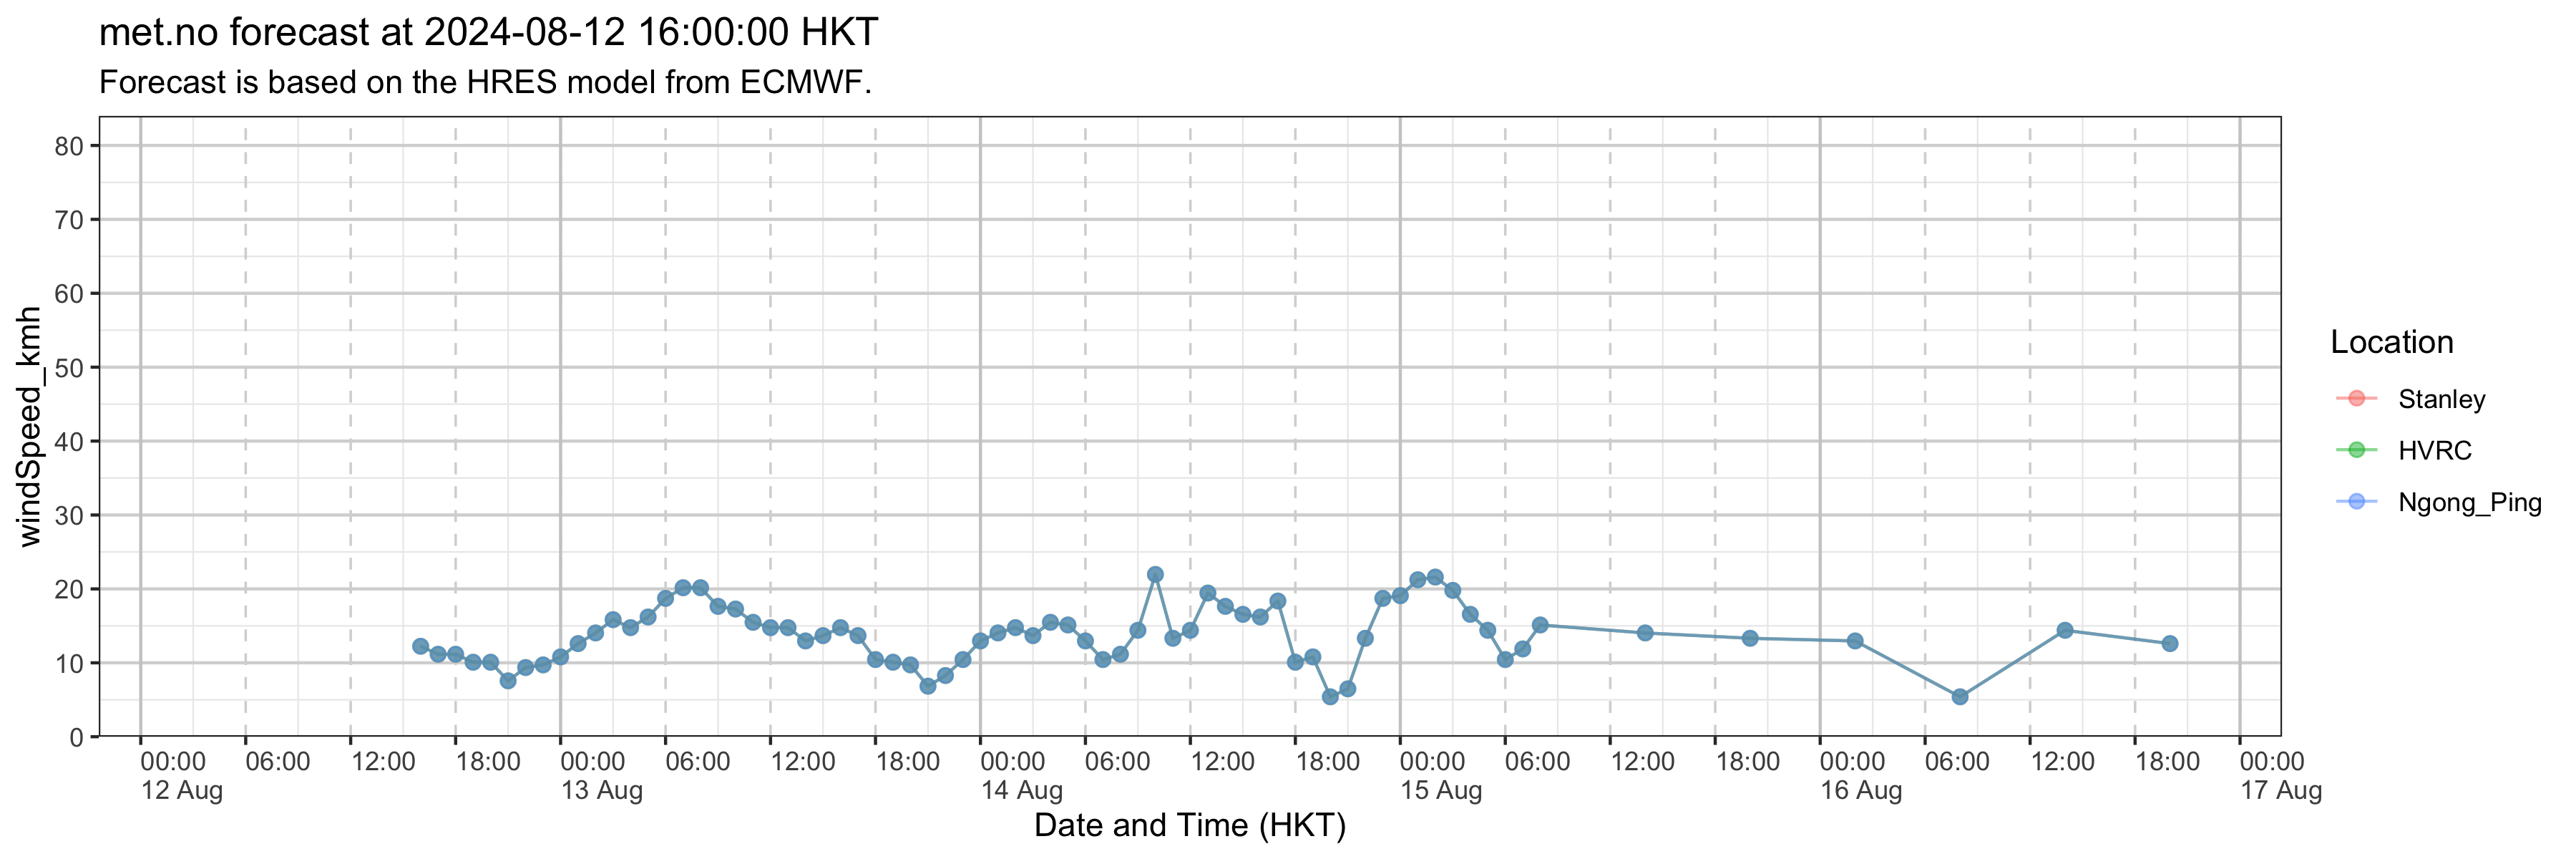 met.no forecast at 2024-08-12 16:00:00 HKT
Forecast is based on the HRES model from ECMWF.
windSpeed_kmh
80
70
60
50
40
30
20
10
0
00:00 06:00 12:00 18:00 00:00 06:00 12:00 18:00 00:00 06:00 12:00 18:00 00:00 06:00 12:00 18:00 00:00 06:00 12:00 18:00 00:00
12 Aug 13 Aug 14 Aug 15 Aug 16 Aug 17 Aug
Date and Time (HKT)
Location
Stanley
HVRC
Ngong_Ping